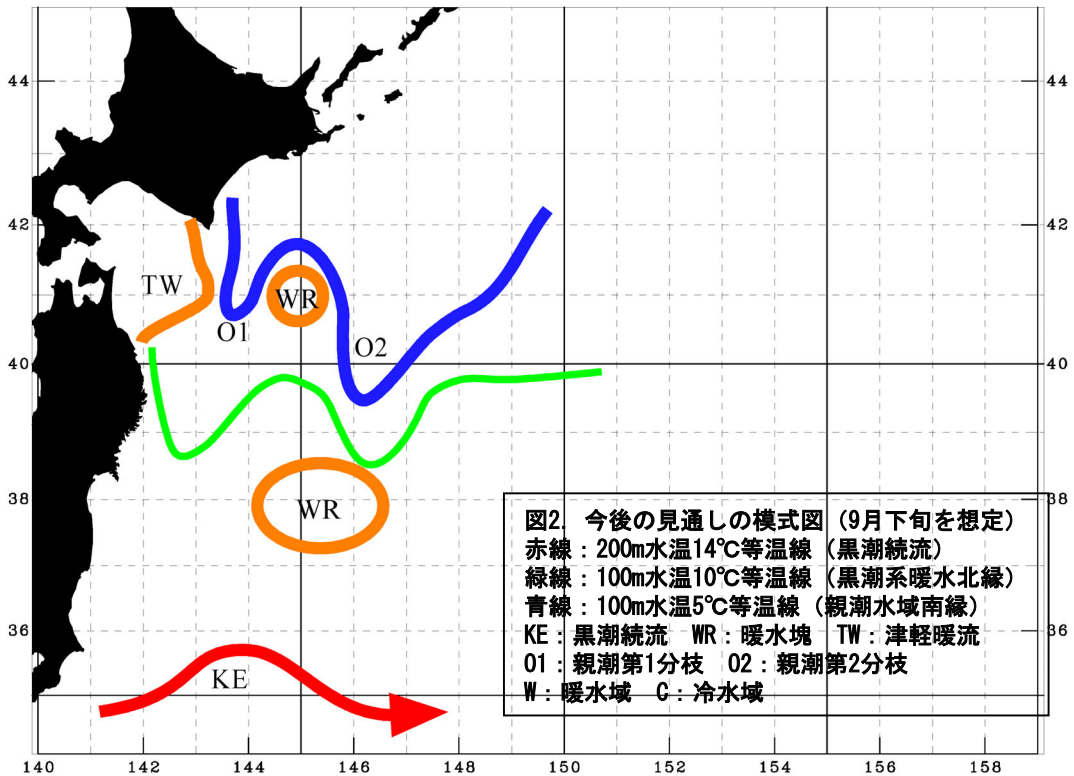 44
44
42
42
TW
WR
O1
O2
40
40
38
38
WR
図2. 今後の見通しの模式図（9月下旬を想定）
赤線：200m水温14℃等温線（黒潮続流）
緑線：100m水温10℃等温線（黒潮系暖水北縁）
青線：100m水温5℃等温線（親潮水域南縁）
36
36
KE：黒潮続流　WR：暖水塊　TW：津軽暖流
O1：親潮第1分枝　O2：親潮第2分枝
W：暖水域　C：冷水域
KE
140 142 144 146 148 150 152 154 156 158